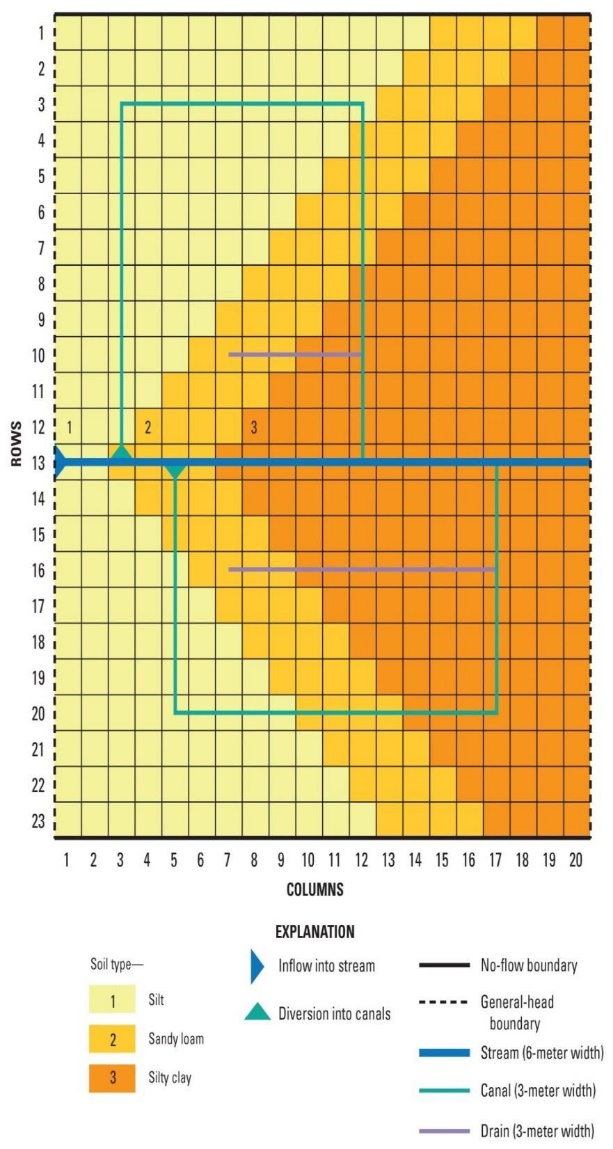 1
2
3
4
5
6
7
8
9
10
11
12
13
14
15
16
17
18
19
20
21
22
23
ROWS
1 2 3
1 2 3 4 5 6 7 8 9 10 11 12 13 14 15 16 17 18 19 20
COLUMNS
EXPLANATION
Soil type—
1 Silt
2 Sandy loam
3 Silty clay
Inflow into stream
Diversion into canals
No-flow boundary
General-head
boundary
Stream (6-meter width)
Canal (3-meter width)
Drain (3-meter width)